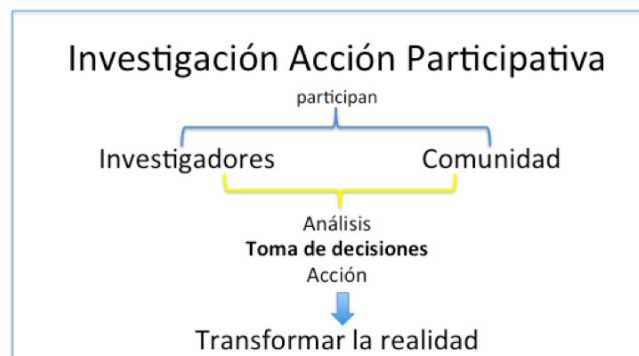 Investigación Acción Participativa
participan
Investigadores Comunidad
Análisis
Toma de decisiones
Acción
Transformar la realidad